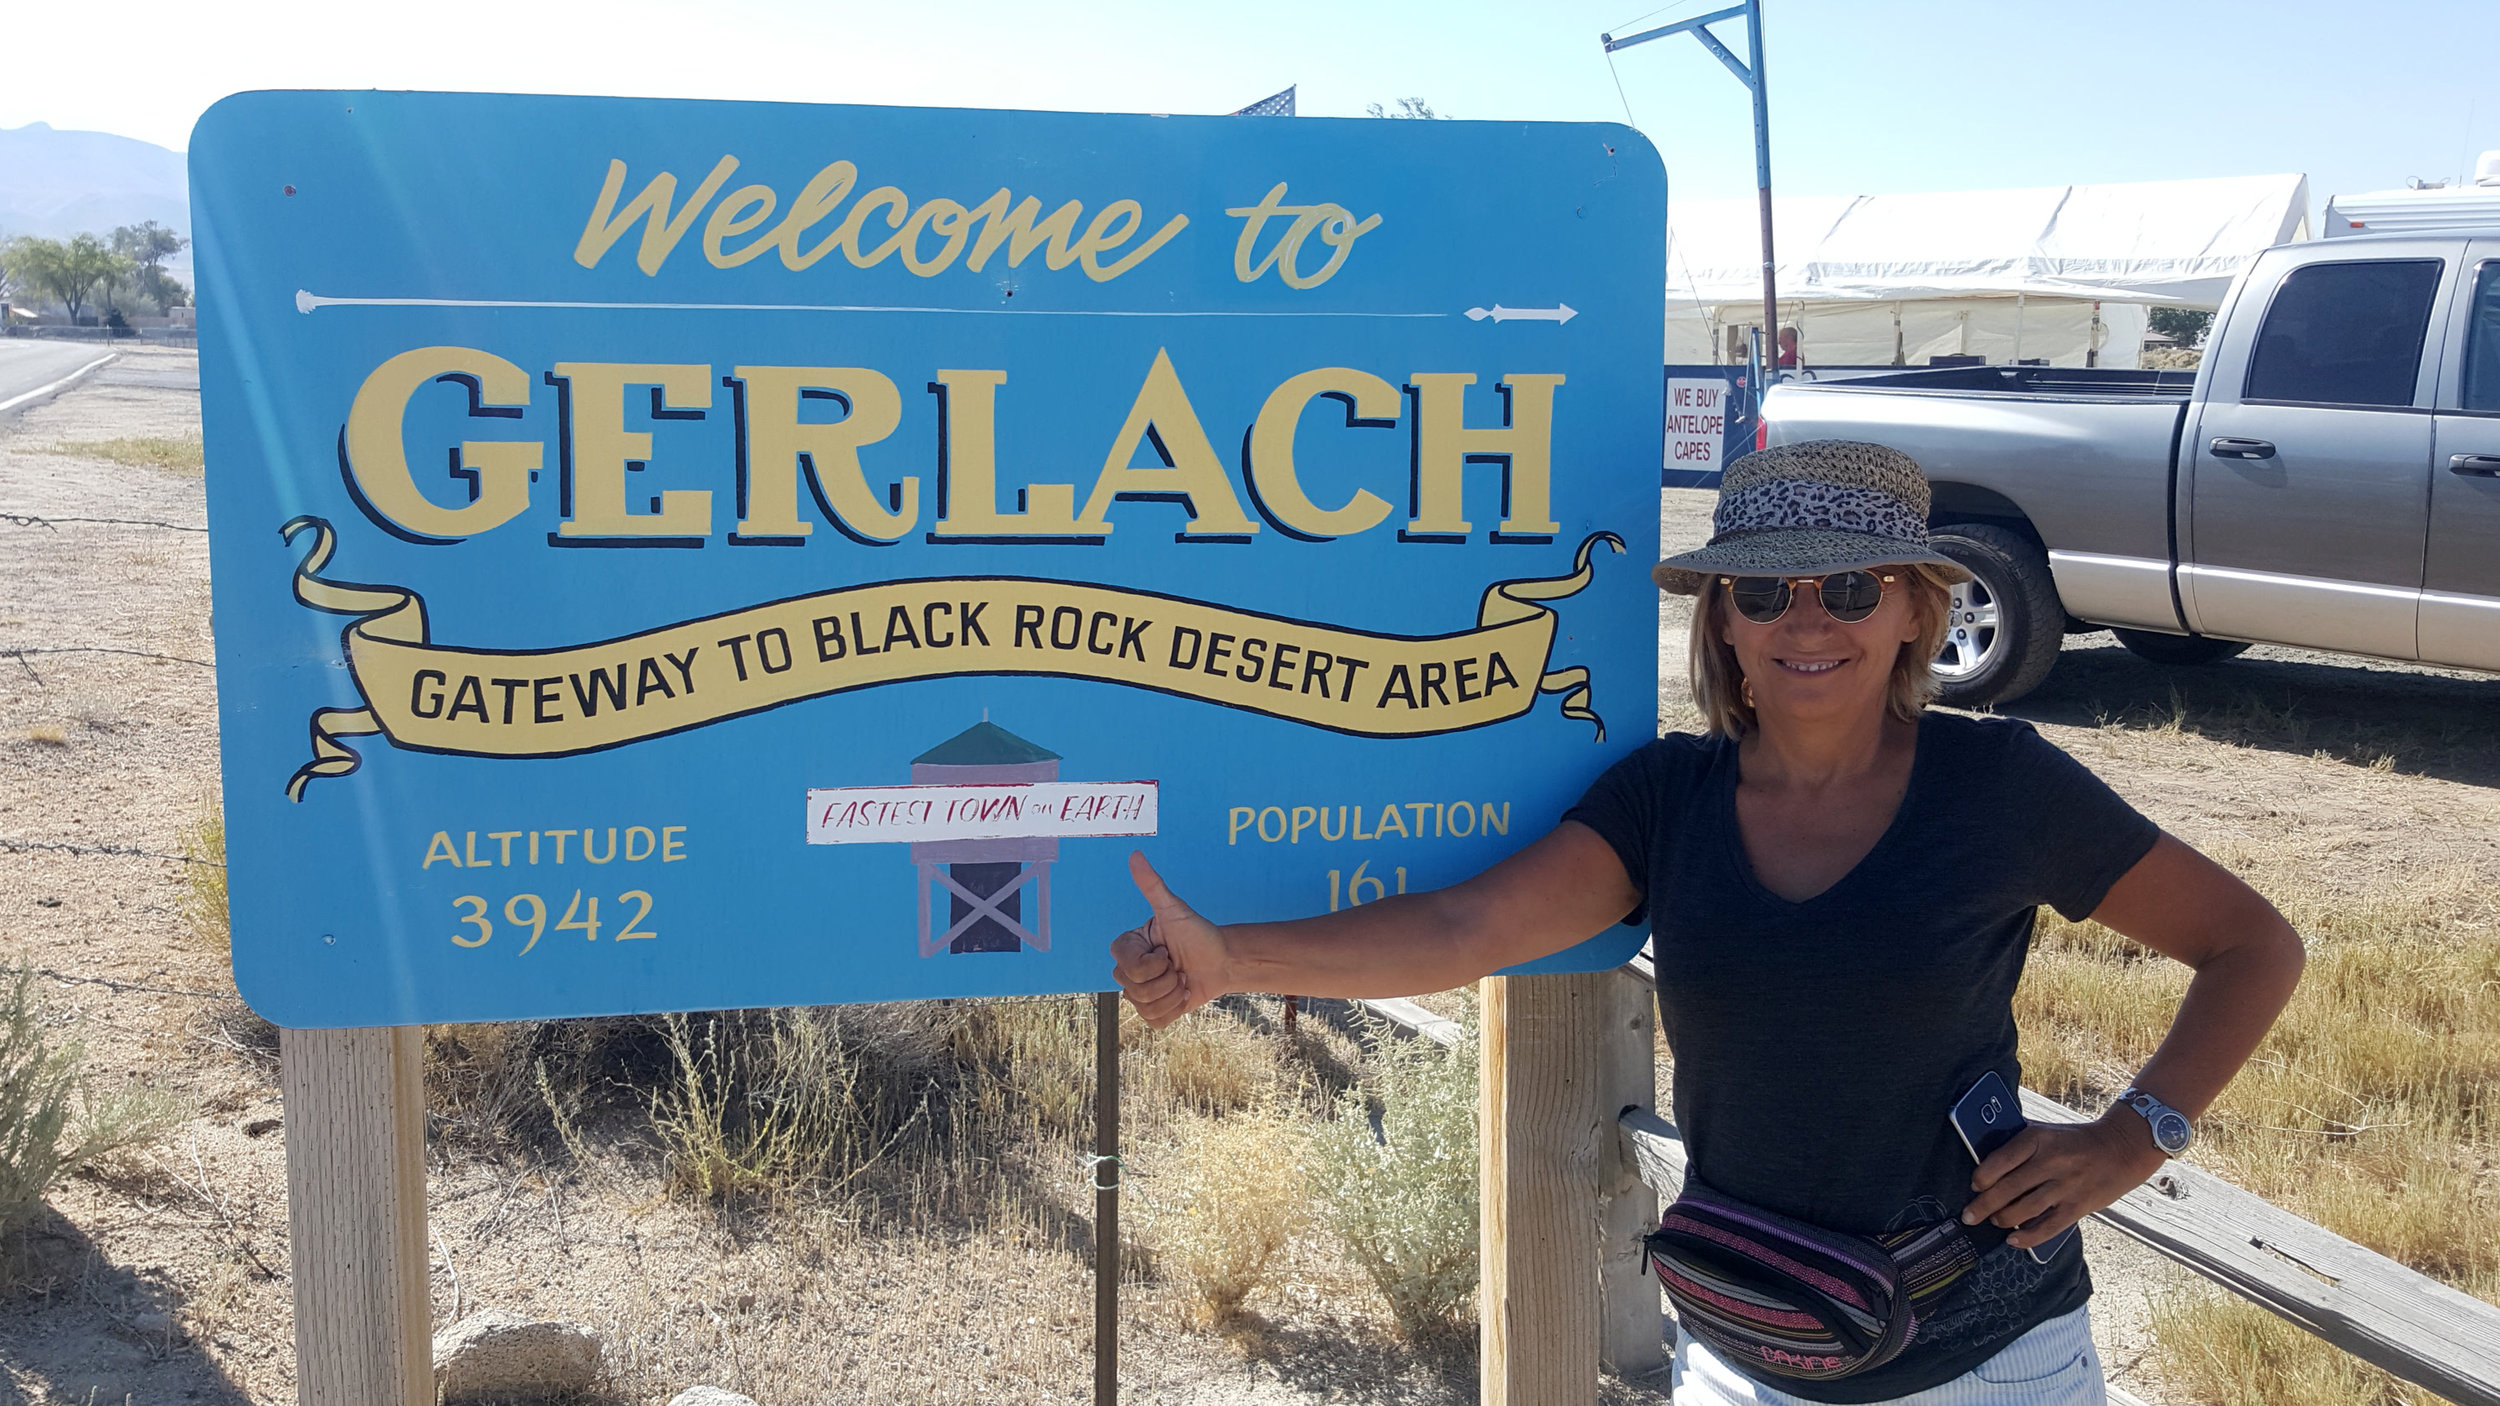 Welcome to
GERLACH
GATEWAY TO BLACK ROCK DESERT AREA
FASTEST TOWN on EARTH
ALTITUDE
3942
POPULATION
161
WE BUY
ANTELOPE
CAPES
DAKINE